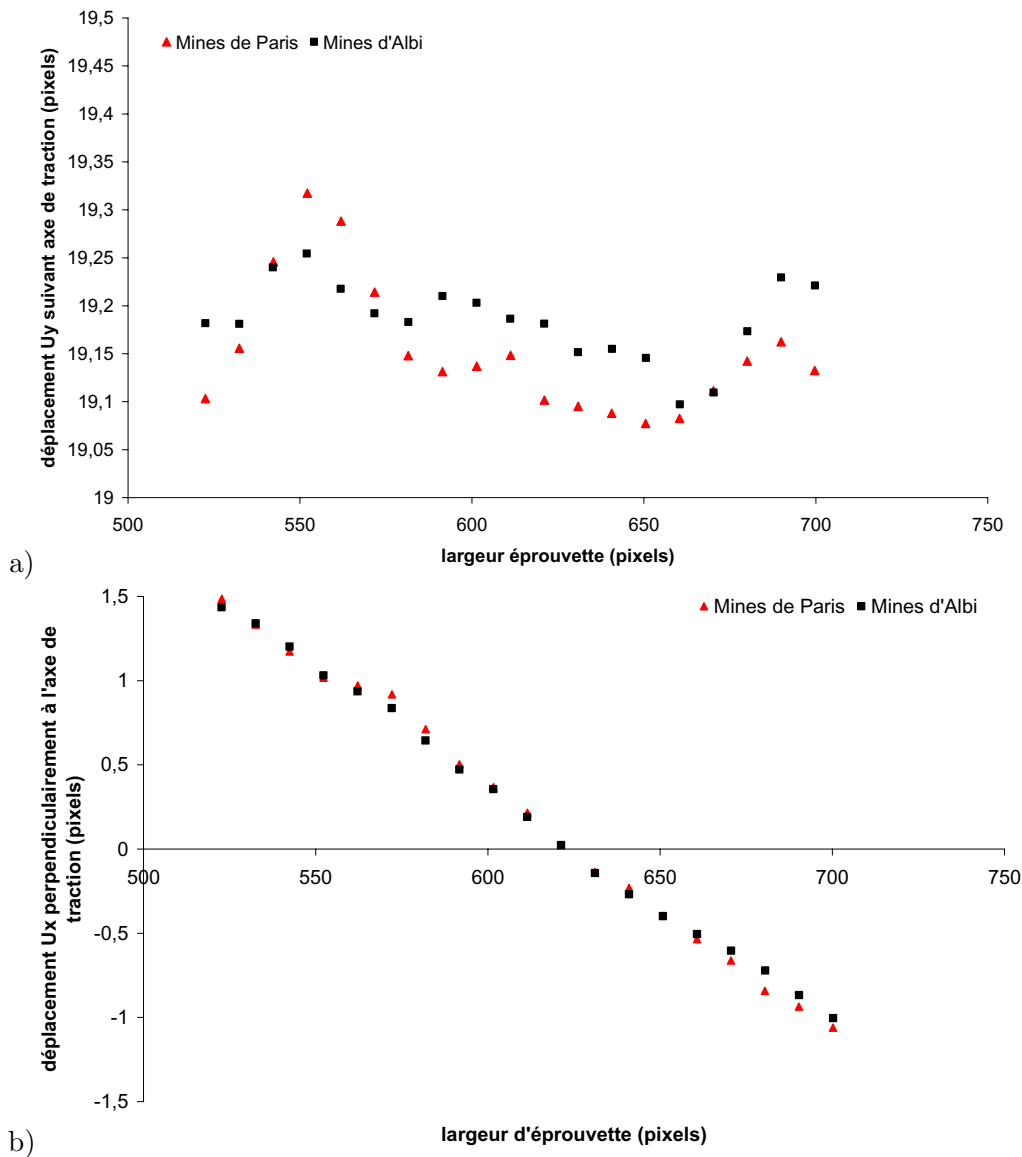 déplacement Uy suivant axe de traction (pixels)
19,5
19,45
19,4
19,35
19,3
19,25
19,2
19,15
19,1
19,05
19
Mines de Paris Mines d'Albi
500 550 600 650 700 750
largeur éprouvette (pixels)
a)
déplacement Ux perpendiculairement à l'axe de
traction (pixels)
1,5
1
0,5
0
-0,5
-1
-1,5
Mines de Paris Mines d'Albi
500 550 600 650 700 750
largeur d'éprouvette (pixels)
b)